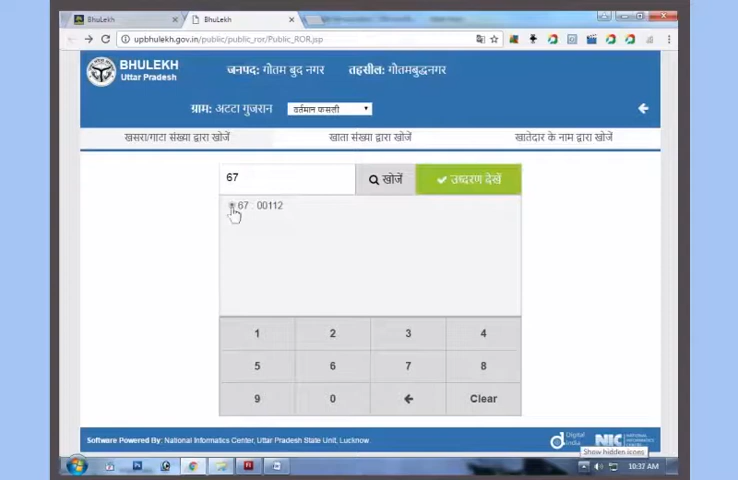 BhuLekh
BhuLekh
upbhulekh.gov.in/public/public_ror/Public_ROR.jsp
BHULEKH
Uttar Pradesh
जनपद: गोतम बुद नगर तहसील: गोतमबुद्धनगर
ग्राम: अटटा गुजरान
वर्तमान फसली
खसरा/गाटा संख्या द्वारा खोजें
खाता संख्या द्वारा खोजें
खातेदार के नाम द्वारा खोजें
67
खोजें
उध्दरण देखें
67 : 00112
1 2 3 4
5 6 7 8
9 0 Clear
Software Powered By: National Informatics Center, Uttar Pradesh State Unit, Lucknow.
Digital India
NIC
Show hidden icons
10:37 AM